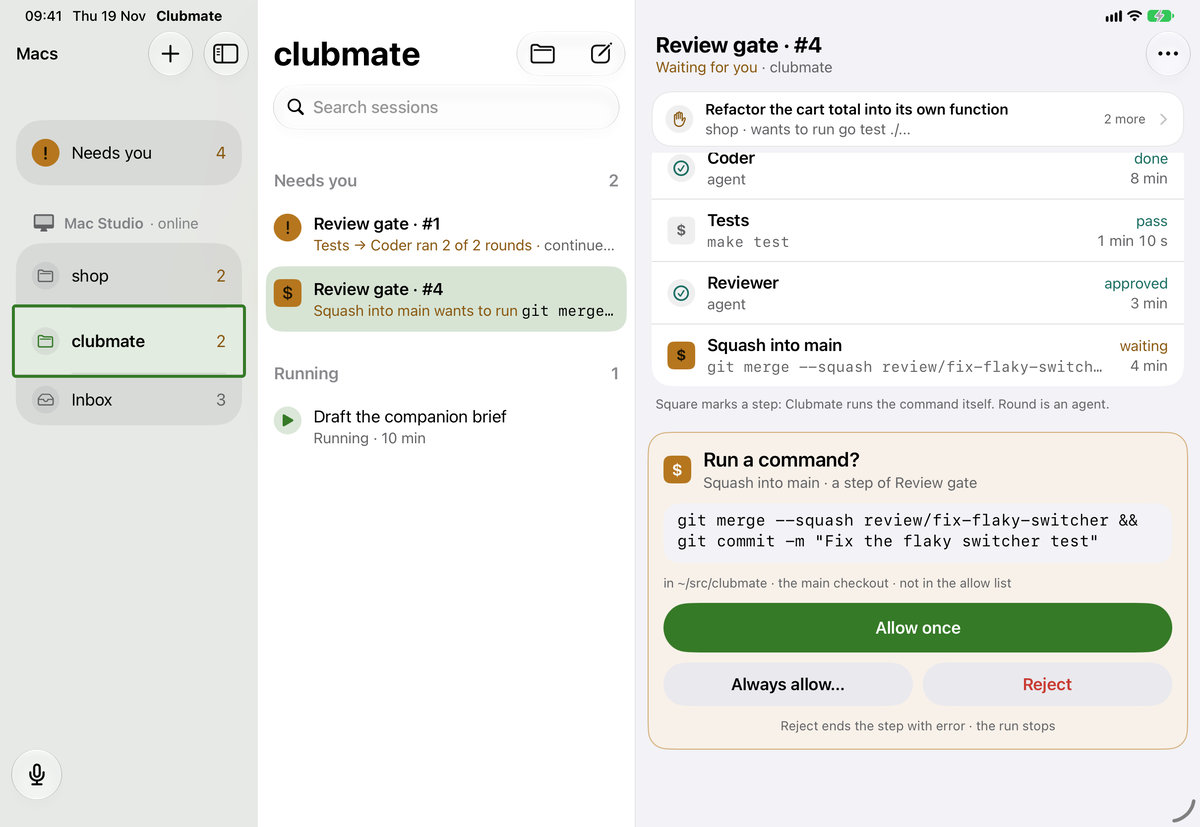 09:41 Thu 19 Nov Clubmate
Macs
Needs you 4
Mac Studio · online
shop 2
clubmate 2
Inbox 3
clubmate
Search sessions
Needs you 2
! Review gate · #1
Tests → Coder ran 2 of 2 rounds · continue...
$ Review gate · #4
Squash into main wants to run git merge...
Running 1
Draft the companion brief
Running · 10 min
Review gate · #4
Waiting for you · clubmate
Refactor the cart total into its own function
shop · wants to run go test ./...
2 more
Coder done
agent 8 min
$ Tests pass
make test 1 min 10 s
Reviewer approved
agent 3 min
$ Squash into main waiting
git merge --squash review/fix-flaky-switch... 4 min
Square marks a step: Clubmate runs the command itself. Round is an agent.
$ Run a command?
Squash into main · a step of Review gate
git merge --squash review/fix-flaky-switcher &&
git commit -m "Fix the flaky switcher test"
in ~/src/clubmate · the main checkout · not in the allow list
Allow once
Always allow...
Reject
Reject ends the step with error · the run stops